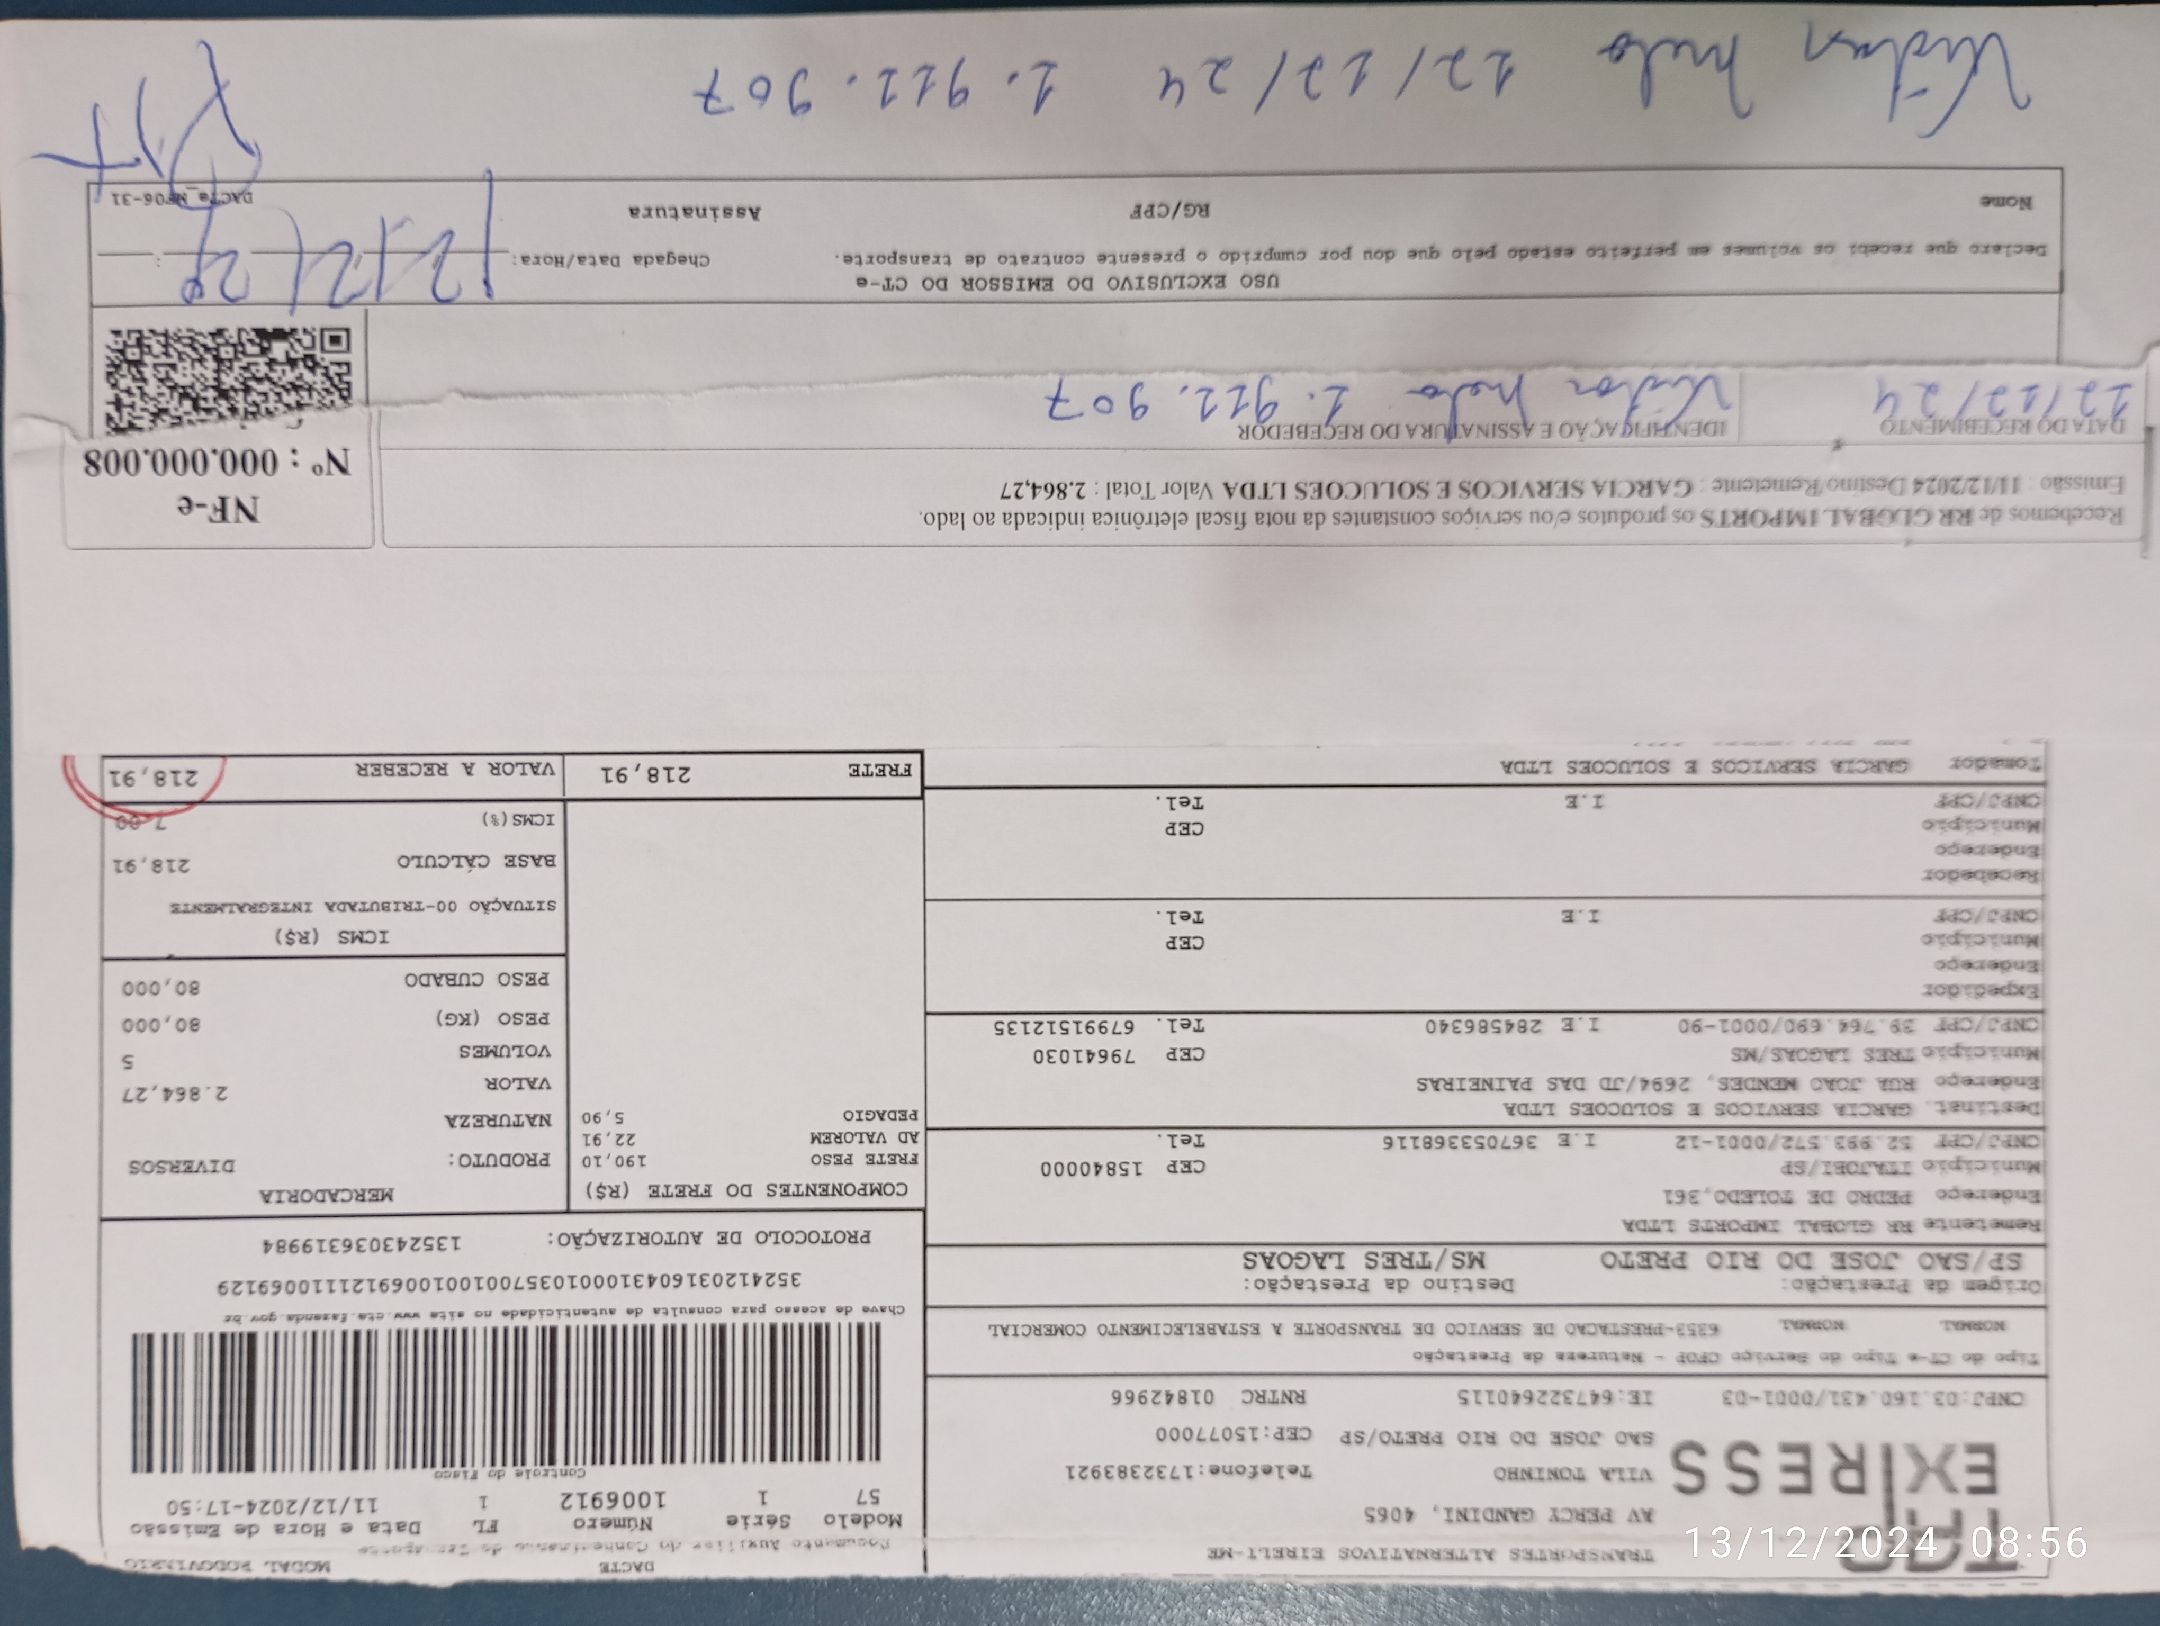 DACTE MODAL RODOVIÁRIO
TRANSPORTES ALTERNATIVOS EIRELI-ME
Documento Auxiliar do Conhecimento de Transporte
EXPRESS
AV PERCY GANDINI, 4065
VILA TONINHO Telefone:1732383921
SAO JOSE DO RIO PRETO/SP CEP:15077000
CNPJ:03.160.431/0001-03 IE:647322640115 RNTRC 01842966
Modelo Série Número FL Data e Hora de Emissão
57 1 1006912 1 11/12/2024-17:50
Controle do Fisco
Tipo do CT-e Tipo do Serviço CFOP - Natureza da Prestação
NORMAL NORMAL 6353-PRESTACAO DE SERVICO DE TRANSPORTE A ESTABELECIMENTO COMERCIAL
Chave de acesso para consulta de autenticidade no site www.cte.fazenda.gov.br
35241203160431000103570010010069121110069129
Origem da Prestação: Destino da Prestação:
SP/SAO JOSE DO RIO PRETO MS/TRES LAGOAS
PROTOCOLO DE AUTORIZAÇÃO: 135243036319984
Remetente RR GLOBAL IMPORTS LTDA
Endereço PEDRO DE TOLEDO,361
Município ITAJOBI/SP CEP 15840000
CNPJ/CPF 52.993.572/0001-12 I.E 367053368116 Tel.
Destinat. GARCIA SERVICOS E SOLUCOES LTDA
Endereço RUA JOAO MENDES, 2694/JD DAS PAINEIRAS
Município TRES LAGOAS/MS CEP 79641030
CNPJ/CPF 39.764.690/0001-90 I.E 284586340 Tel. 67991512135
Expedidor
Endereço
Município CEP
CNPJ/CPF I.E Tel.
Recebedor
Endereço
Município CEP
CNPJ/CPF I.E Tel.
Tomador GARCIA SERVICOS E SOLUCOES LTDA
COMPONENTES DO FRETE (R$)
FRETE PESO 190,10
AD VALOREM 22,91
PEDAGIO 5,90
FRETE 218,91
MERCADORIA
PRODUTO: DIVERSOS
NATUREZA
VALOR 2.864,27
VOLUMES 5
PESO (KG) 80,000
PESO CUBADO 80,000
ICMS (R$)
SITUAÇÃO 00-TRIBUTADA INTEGRALMENTE
BASE CÁLCULO 218,91
ICMS(%) 7,00
VALOR A RECEBER 218,91
Recebemos de RR GLOBAL IMPORTS os produtos e/ou serviços constantes da nota fiscal eletrônica indicada ao lado.
Emissão : 11/12/2024 Destino/Remetente : GARCIA SERVICOS E SOLUCOES LTDA Valor Total : 2.864,27
NF-e
Nº : 000.000.008
DATA DO RECEBIMENTO IDENTIFICAÇÃO E ASSINATURA DO RECEBEDOR
12/12/24 Victor Melo 1.911.907
USO EXCLUSIVO DO EMISSOR DO CT-e
Declaro que recebi os volumes em perfeito estado pelo que dou por cumprido o presente contrato de transporte.
Chegada Data/Hora:
Nome RG/CPF Assinatura
DACTe_MF06-31
Victor Melo 12/12/24 1.911.907
13/12/2024 08:56